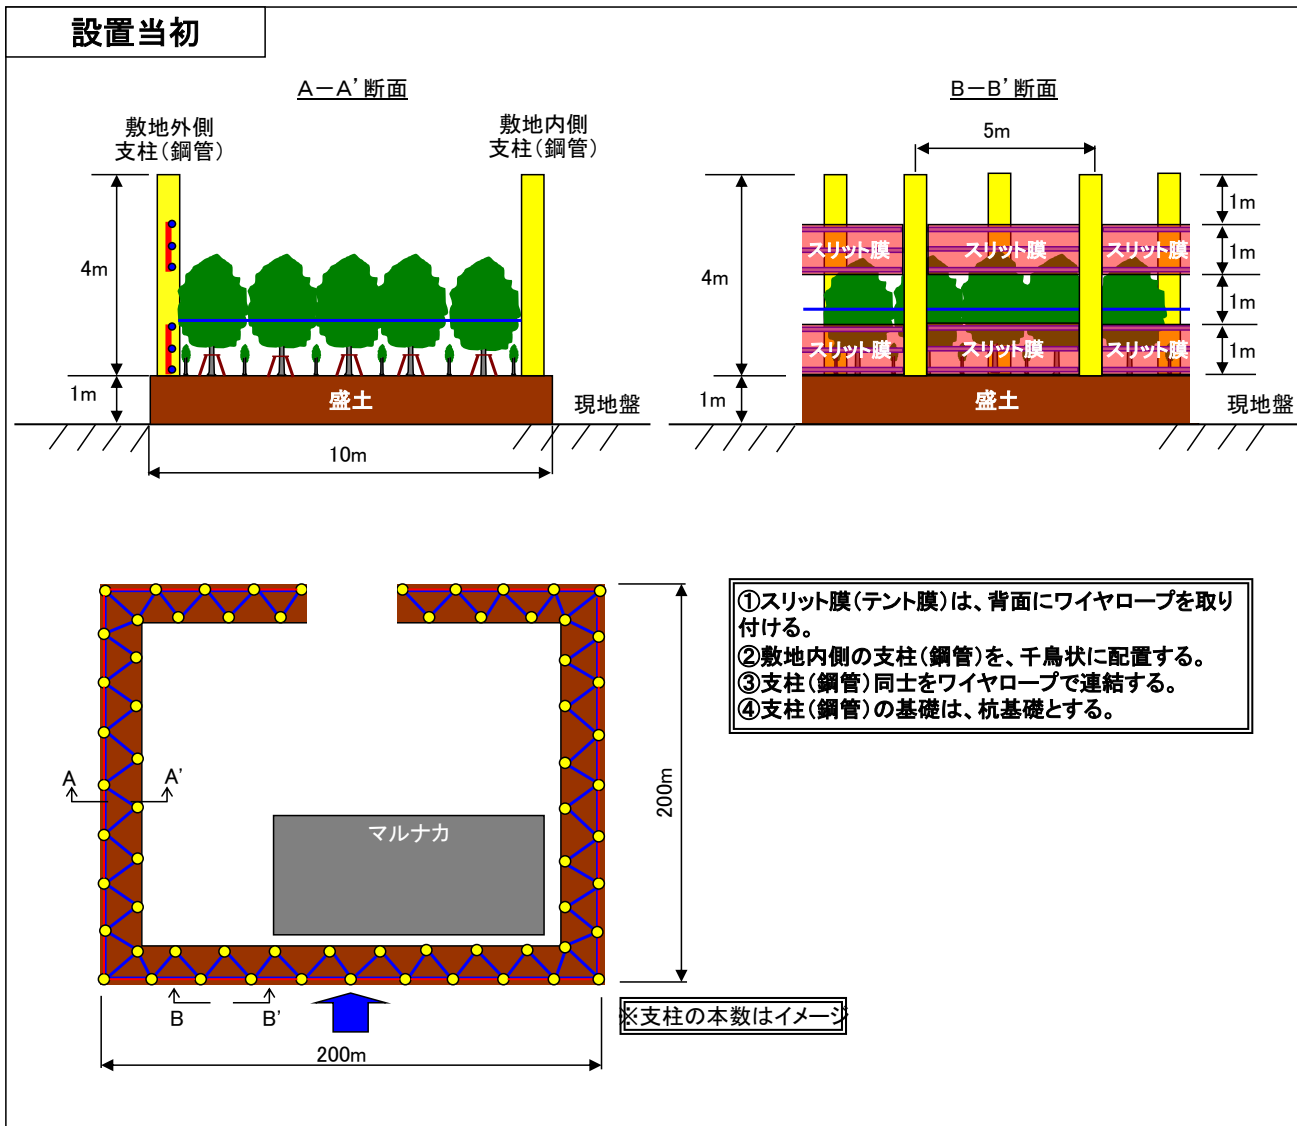 設置当初
A－A’断面
敷地外側
支柱（鋼管）
敷地内側
支柱（鋼管）
4m
1m
盛土
現地盤
10m
B－B’断面
5m
4m
1m
スリット膜
スリット膜
スリット膜
スリット膜
スリット膜
スリット膜
1m
1m
1m
1m
盛土
現地盤
A
A’
マルナカ
200m
B
B’
200m
①スリット膜（テント膜）は、背面にワイヤロープを取り
付ける。
②敷地内側の支柱（鋼管）を、千鳥状に配置する。
③支柱（鋼管）同士をワイヤロープで連結する。
④支柱（鋼管）の基礎は、杭基礎とする。
※支柱の本数はイメージ